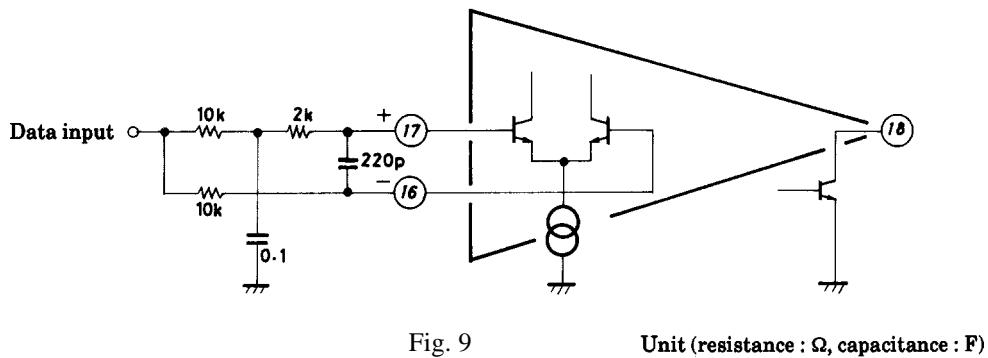 10k
2k
+
17
18
Data input
220p
−
16
10k
0.1
Fig. 9
Unit (resistance : Ω, capacitance : F)